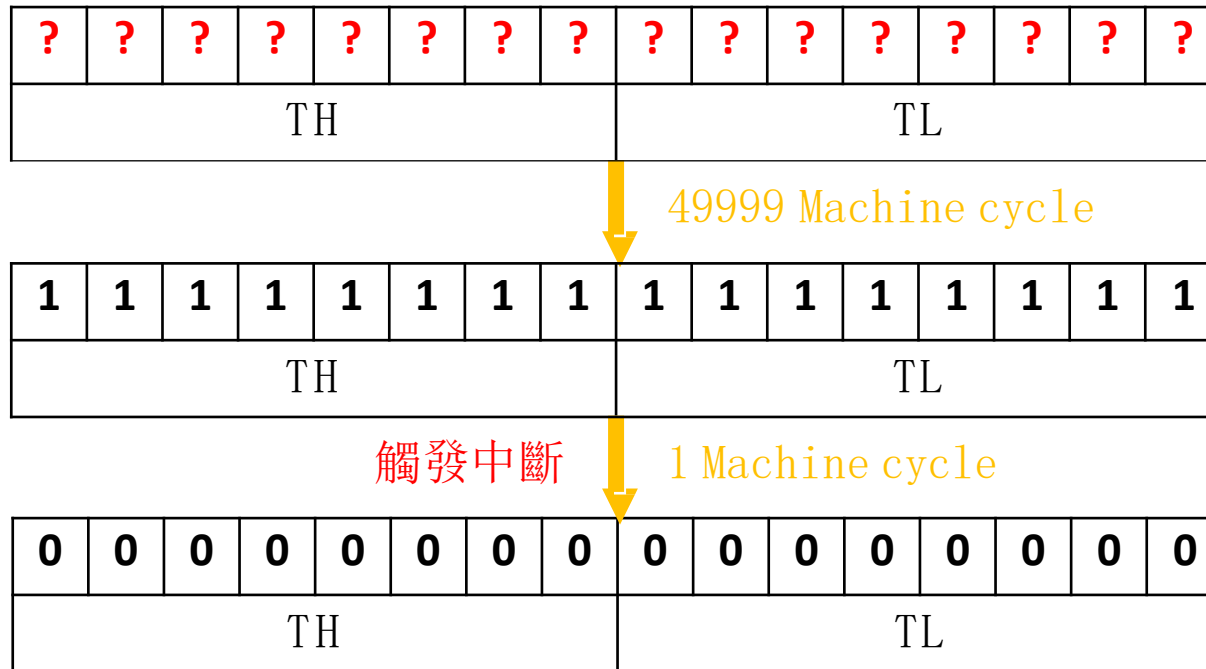 ? ? ? ? ? ? ? ? ? ? ? ? ? ? ? ?
TH TL
49999 Machine cycle
1 1 1 1 1 1 1 1 1 1 1 1 1 1 1 1
TH TL
觸發中斷 1 Machine cycle
0 0 0 0 0 0 0 0 0 0 0 0 0 0 0 0
TH TL